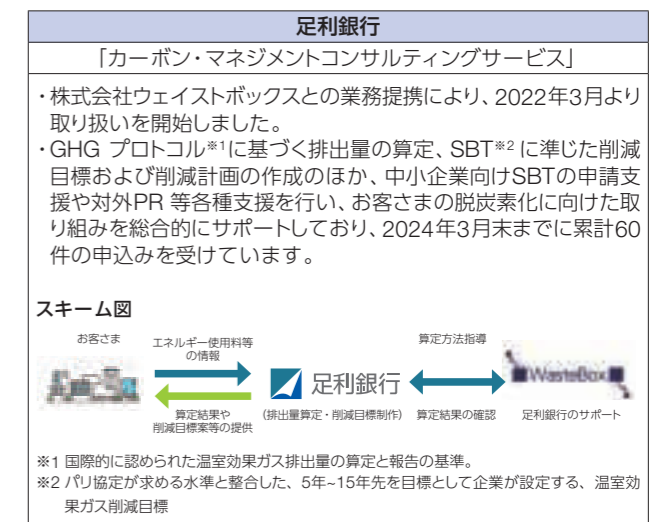 足利銀行
「カーボン・マネジメントコンサルティングサービス」
・株式会社ウェイストボックスとの業務提携により、2022年3月より
取り扱いを開始しました。
・GHG プロトコル※1に基づく排出量の算定、SBT※2 に準じた削減
目標および削減計画の作成のほか、中小企業向けSBTの申請支
援や対外PR 等各種支援を行い、お客さまの脱炭素化に向けた取
り組みを総合的にサポートしており、2024年3月末までに累計60
件の申込みを受けています。
スキーム図
お客さま
エネルギー使用料等
の情報
算定結果や
削減目標案等の提供
足利銀行
(排出量算定・削減目標制作)
算定方法指導
算定結果の確認
WasteBox
足利銀行のサポート
※1 国際的に認められた温室効果ガス排出量の算定と報告の基準。
※2 パリ協定が求める水準と整合した、5年~15年先を目標として企業が設定する、温室効
果ガス削減目標